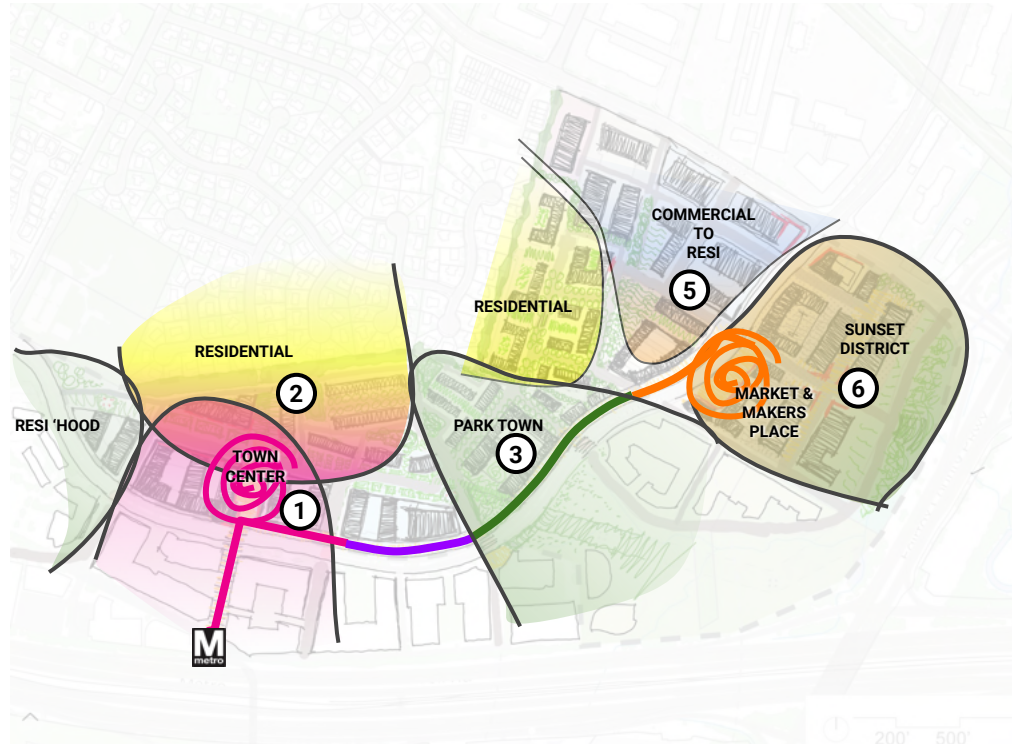 COMMERCIAL
TO
RESI
5
RESIDENTIAL
SUNSET
DISTRICT
6
RESIDENTIAL
2
MARKET &
MAKERS
PLACE
RESI ‘HOOD
PARK TOWN
3
TOWN
CENTER
1
M
metro
200'
500'